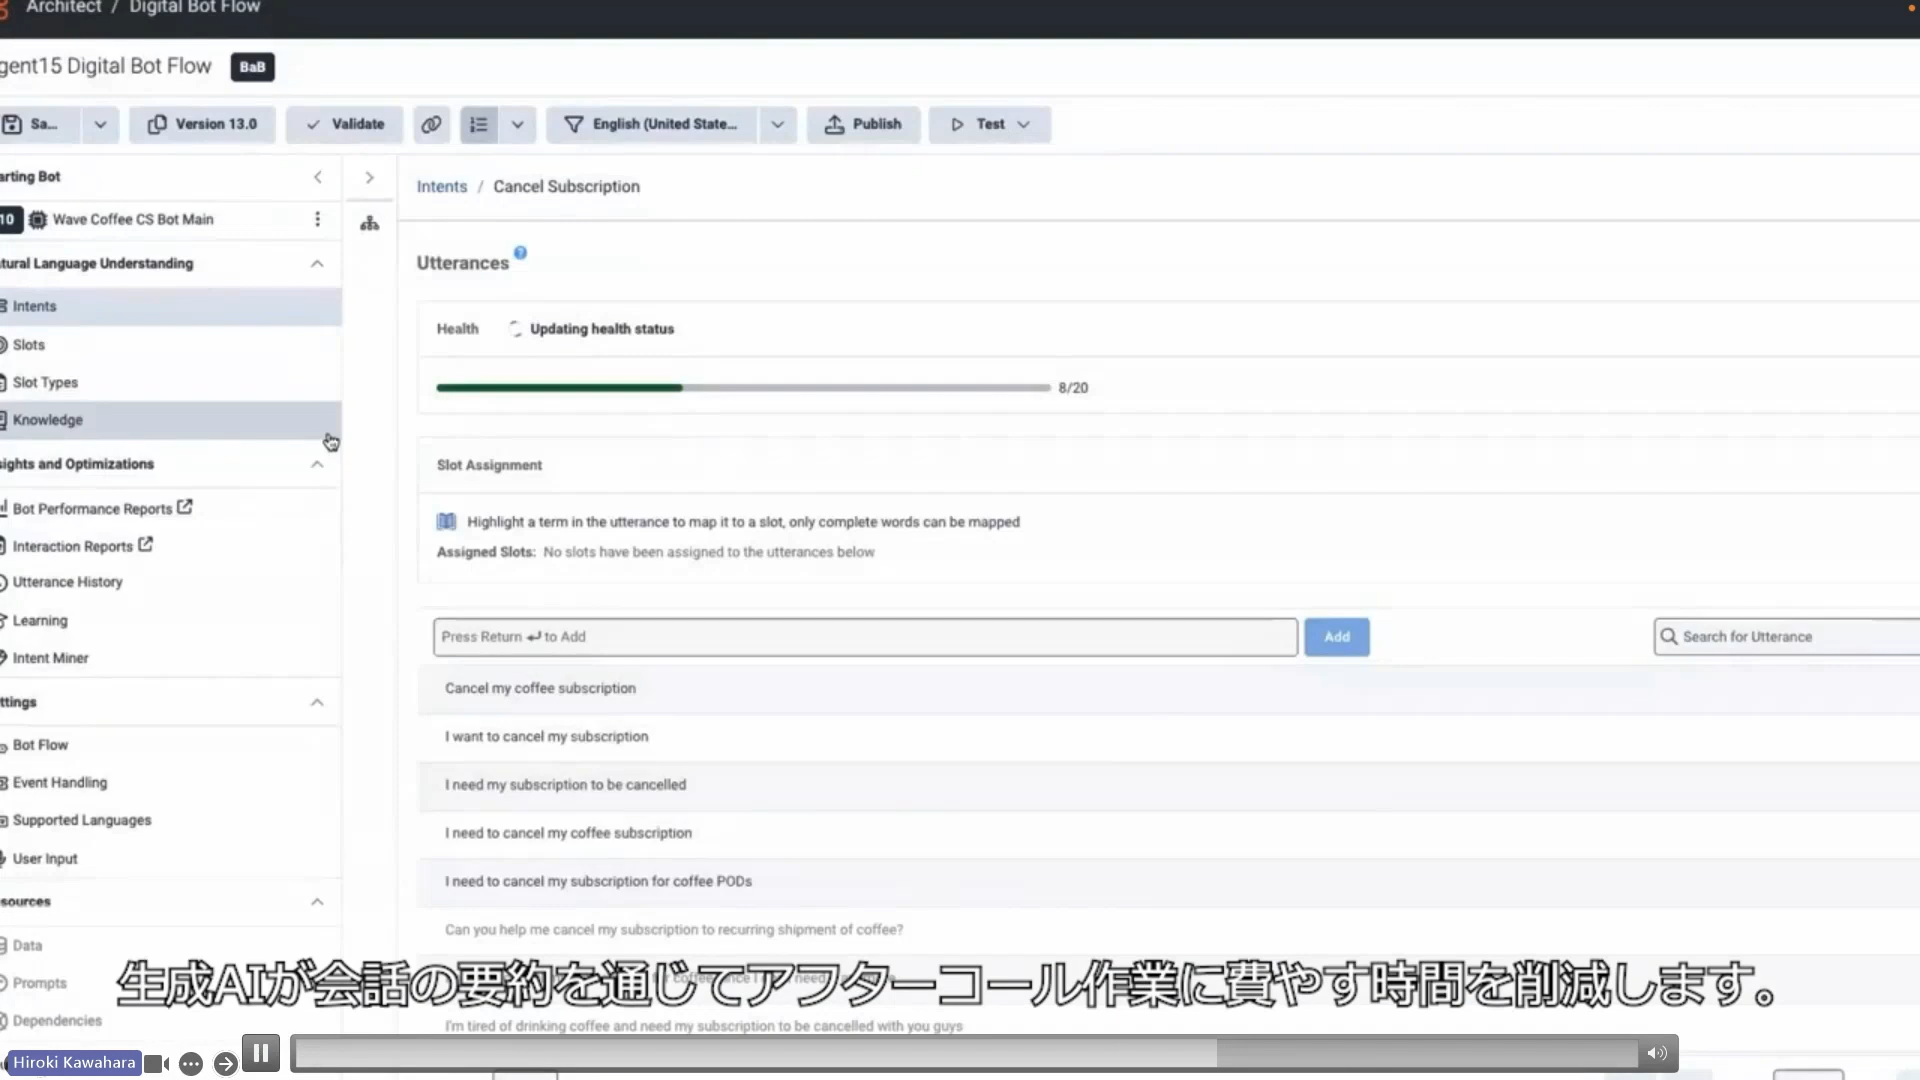 Architect / Digital Bot Flow
gent15 Digital Bot Flow BaB
Sa... Version 13.0 Validate English (United State... Publish Test
arting Bot
Intents / Cancel Subscription
10 Wave Coffee CS Bot Main
Utterances ?
tural Language Understanding
Intents
Health Updating health status
Slots
Slot Types
8/20
Knowledge
sights and Optimizations
Slot Assignment
Bot Performance Reports
Highlight a term in the utterance to map it to a slot, only complete words can be mapped
Interaction Reports
Assigned Slots: No slots have been assigned to the utterances below
Utterance History
Learning
Press Return ↵ to Add Add Search for Utterance
Intent Miner
Cancel my coffee subscription
ttings
I want to cancel my subscription
Bot Flow
Event Handling
I need my subscription to be cancelled
Supported Languages
I need to cancel my coffee subscription
User Input
I need to cancel my subscription for coffee PODs
sources
Can you help me cancel my subscription to recurring shipment of coffee?
Data
生成AIが会話の要約を通じてアフターコール作業に費やす時間を削減します。
Prompts
Dependencies
I'm tired of drinking coffee and need my subscription to be cancelled with you guys
Hiroki Kawahara